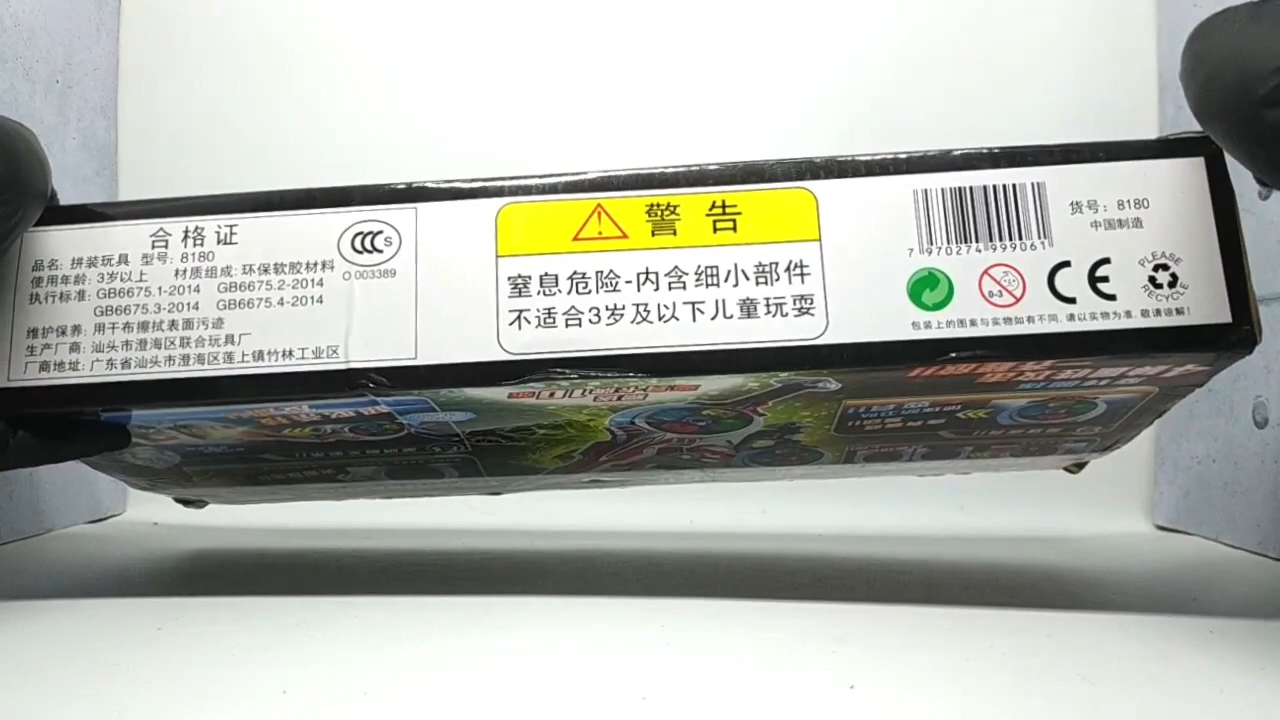 合格证
品名: 拼装玩具 型号: 8180
使用年龄: 3岁以上 材质组成: 环保软胶材料
执行标准: GB6675.1-2014 GB6675.2-2014
GB6675.3-2014 GB6675.4-2014
维护保养: 用干布擦拭表面污迹
生产厂商: 汕头市澄海区联合玩具厂
厂商地址: 广东省汕头市澄海区莲上镇竹林工业区
CCC S
O 003389
警告
窒息危险-内含细小部件
不适合3岁及以下儿童玩耍
7 970274 999061
货号: 8180
中国制造
0-3
CE
PLEASE
RECYCLE
包装上的图案与实物如有不同, 请以实物为准, 敬请谅解!